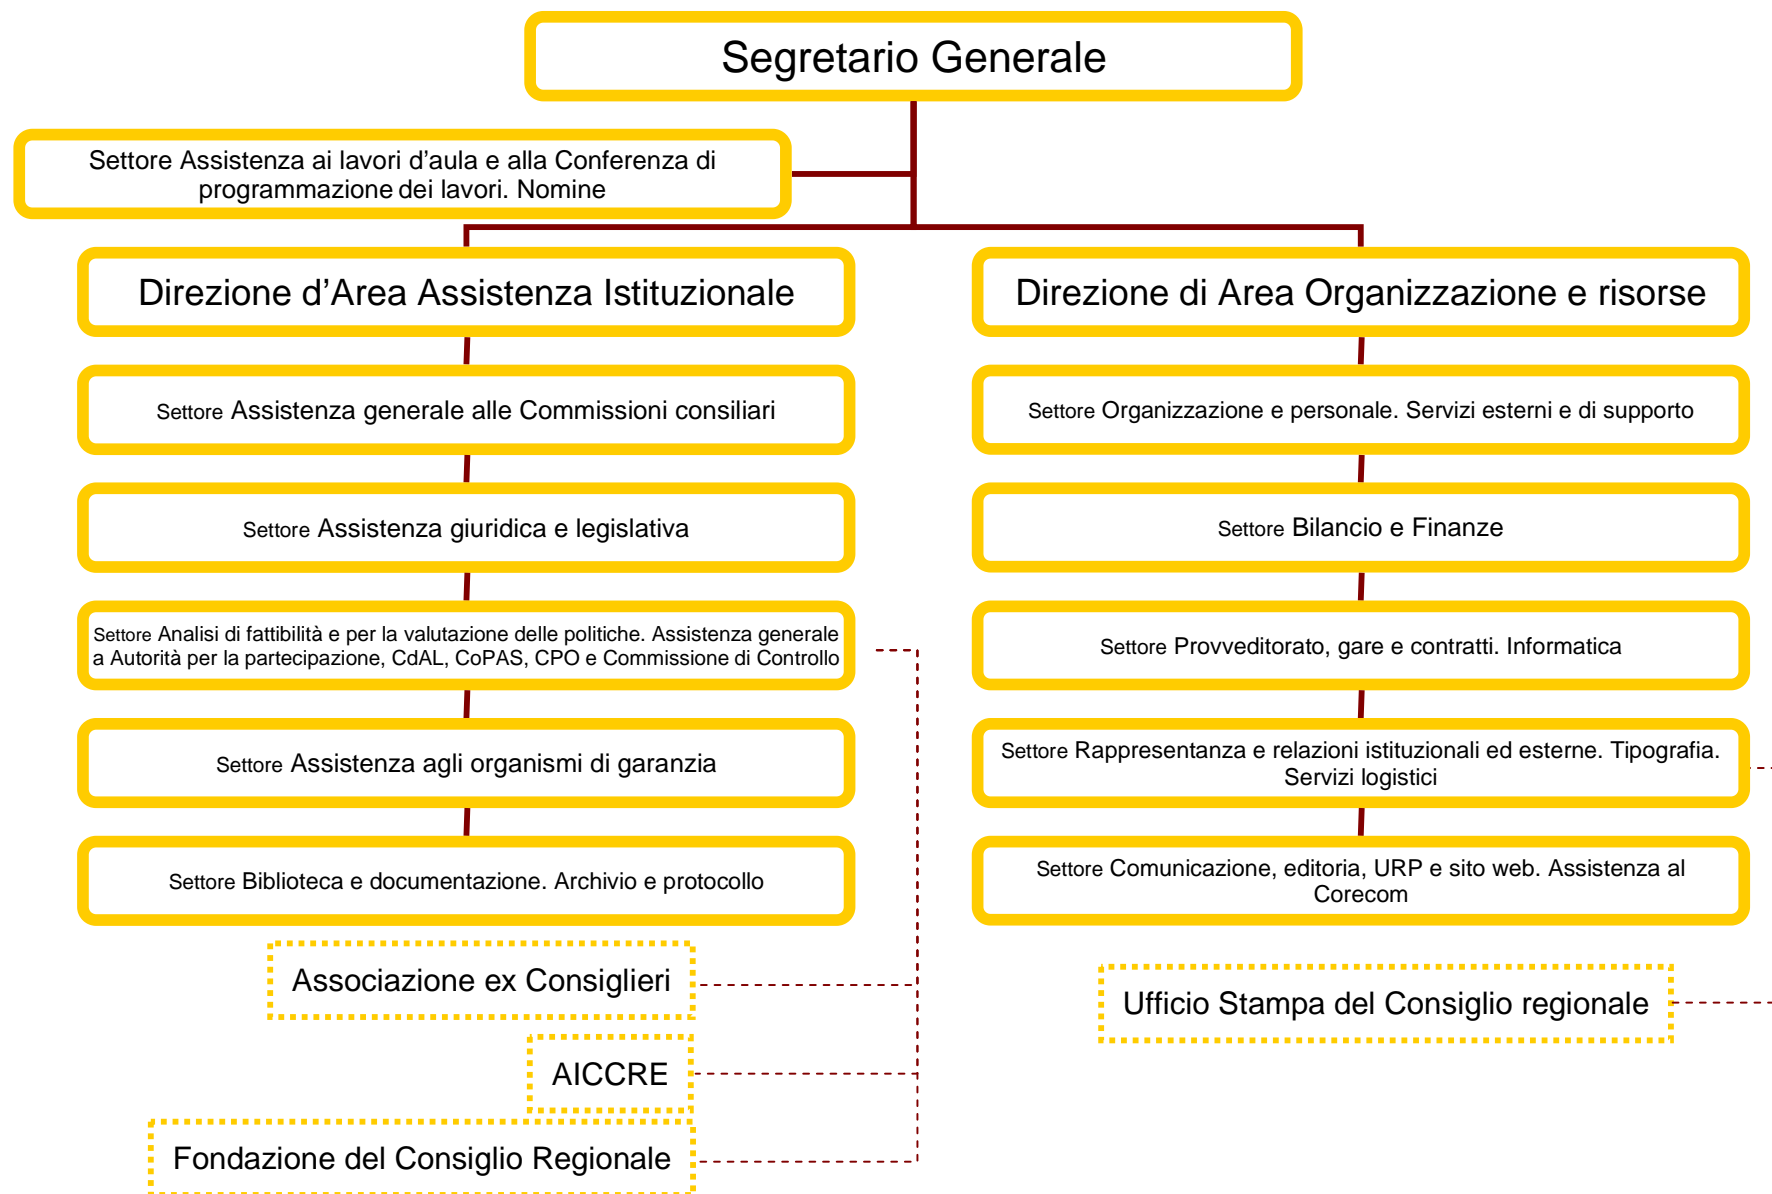 Segretario Generale
Settore Assistenza ai lavori d’aula e alla Conferenza di
programmazione dei lavori. Nomine
Direzione d’Area Assistenza Istituzionale
Settore Assistenza generale alle Commissioni consiliari
Settore Assistenza giuridica e legislativa
Settore Analisi di fattibilità e per la valutazione delle politiche. Assistenza generale
a Autorità per la partecipazione, CdAL, CoPAS, CPO e Commissione di Controllo
Settore Assistenza agli organismi di garanzia
Settore Biblioteca e documentazione. Archivio e protocollo
Associazione ex Consiglieri
AICCRE
Fondazione del Consiglio Regionale
Direzione di Area Organizzazione e risorse
Settore Organizzazione e personale. Servizi esterni e di supporto
Settore Bilancio e Finanze
Settore Provveditorato, gare e contratti. Informatica
Settore Rappresentanza e relazioni istituzionali ed esterne. Tipografia.
Servizi logistici
Settore Comunicazione, editoria, URP e sito web. Assistenza al
Corecom
Ufficio Stampa del Consiglio regionale